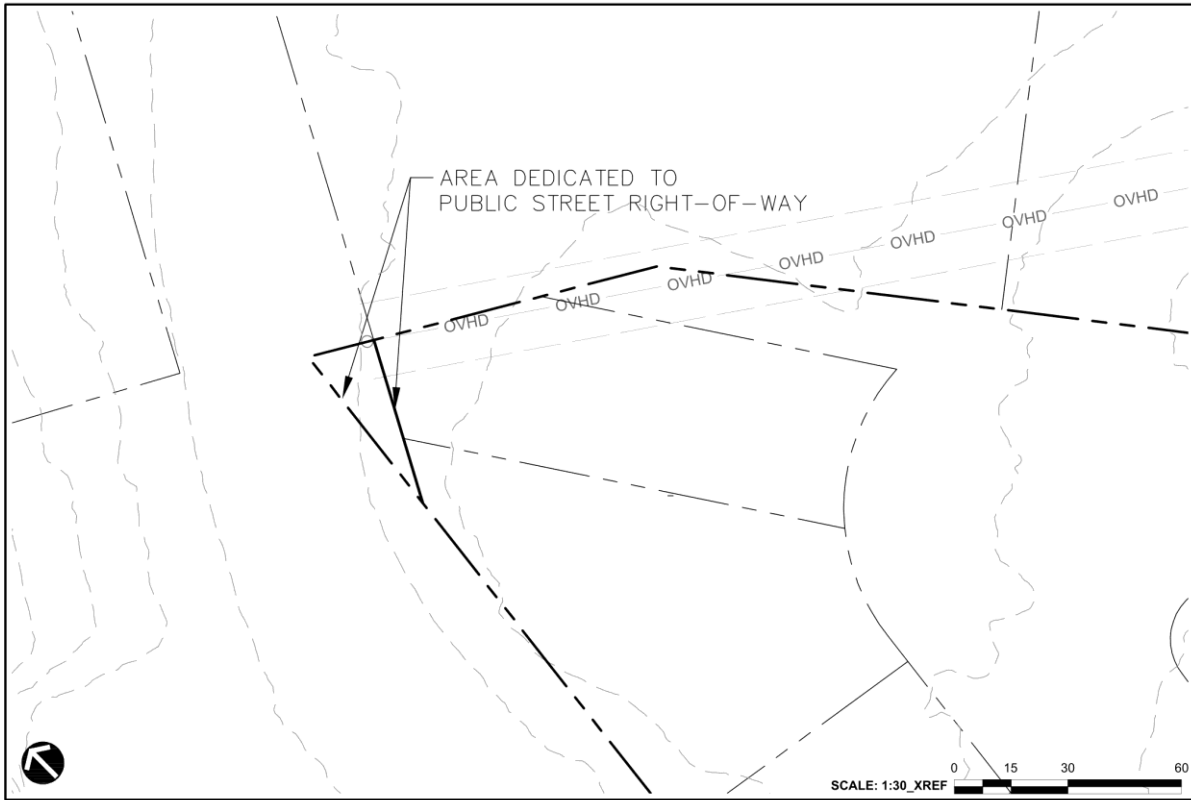 AREA DEDICATED TO
PUBLIC STREET RIGHT-OF-WAY
OVHD
OVHD
OVHD
OVHD
OVHD
OVHD
OVHD
SCALE: 1:30_XREF
0 15 30 60